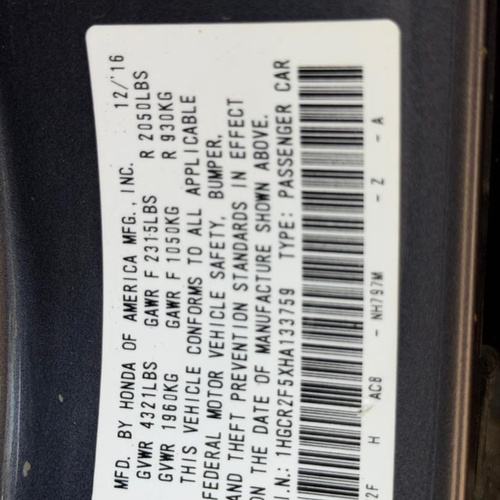 MFD. BY HONDA OF AMERICA MFG., INC. 12/'16
GVWR 4321LBS GAWR F 2315LBS R 2050LBS
GVWR 1960KG GAWR F 1050KG R 930KG
THIS VEHICLE CONFORMS TO ALL APPLICABLE
FEDERAL MOTOR VEHICLE SAFETY, BUMPER,
AND THEFT PREVENTION STANDARDS IN EFFECT
ON THE DATE OF MANUFACTURE SHOWN ABOVE.
I.N.: 1HGCR2F5XHA133759 TYPE: PASSENGER CAR
2F H AC8 - NH797M - Z - A